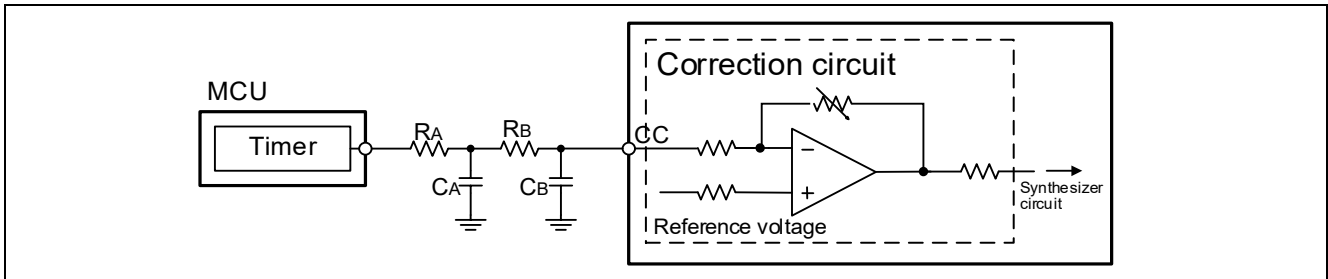 MCU
Timer
RA
CA
RB
CB
CC
Correction circuit
−
+
Reference voltage
Synthesizer
circuit